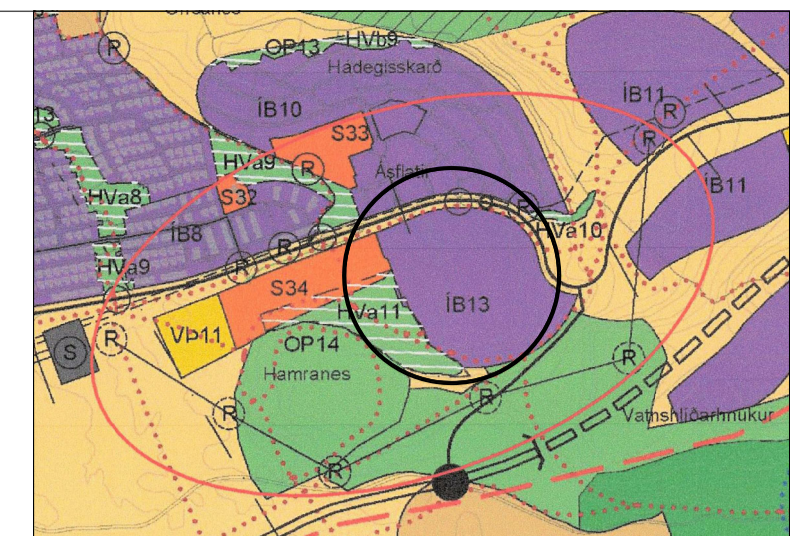 R
OP13
HVb9
Hádegisskarð
ÍB11
R
R
ÍB10
S33
13
HVa9
R
Ásflatir
HVa8
S32
ÍB11
R
HVa10
ÍB8
R
HVa9
R
S34
ÍB13
HVa11
VÞ11
R
S
OP14
R
Hamranes
R
R
Vatnshlíðarhnúkur
R